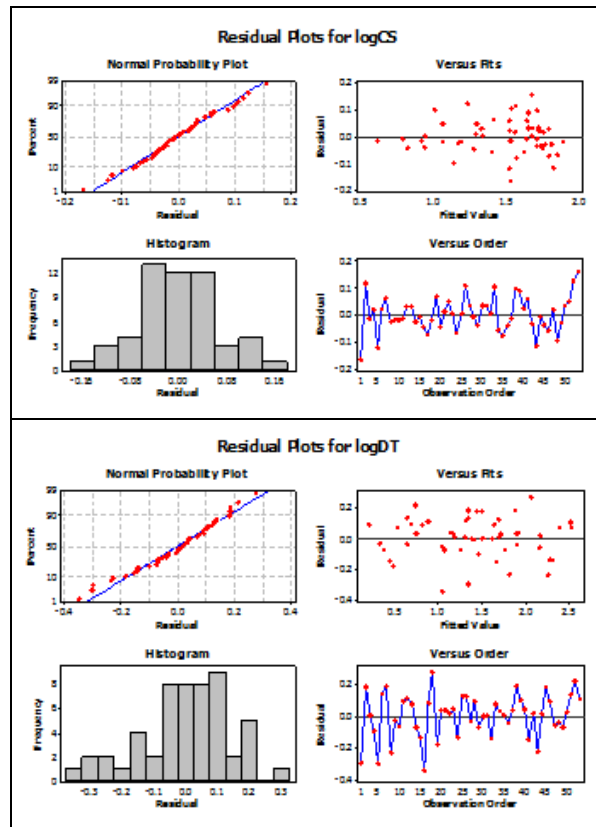 Residual Plots for logCS
Normal Probability Plot
Versus Fits
99
90
50
10
1
Percent
-0.2 -0.1 0.0 0.1 0.2
Residual
0.2
0.1
0.0
-0.1
-0.2
Residual
0.5 1.0 1.5 2.0
Fitted Value
Histogram
Versus Order
12
9
6
3
0
Frequency
-0.16 -0.08 0.00 0.08 0.16
Residual
0.2
0.1
0.0
-0.1
-0.2
Residual
1 5 10 15 20 25 30 35 40 45 50
Observation Order
Residual Plots for logDT
Normal Probability Plot
Versus Fits
99
90
50
10
1
Percent
-0.4 -0.2 0.0 0.2 0.4
Residual
0.2
0.0
-0.2
-0.4
Residual
0.5 1.0 1.5 2.0 2.5
Fitted Value
Histogram
Versus Order
8
6
4
2
0
Frequency
-0.3 -0.2 -0.1 0.0 0.1 0.2 0.3
Residual
0.2
0.0
-0.2
-0.4
Residual
1 5 10 15 20 25 30 35 40 45 50
Observation Order